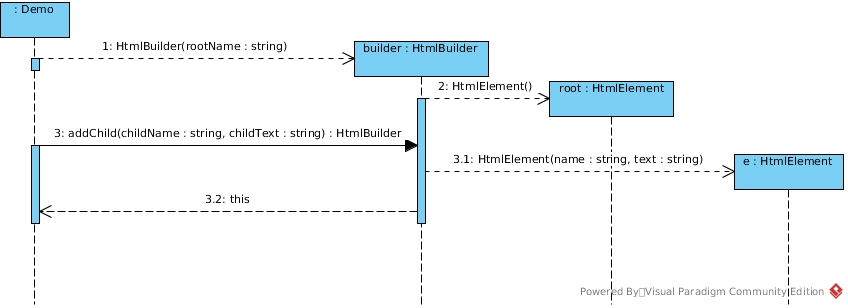 : Demo
1: HtmlBuilder(rootName : string)
builder : HtmlBuilder
2: HtmlElement()
root : HtmlElement
3: addChild(childName : string, childText : string) : HtmlBuilder
3.1: HtmlElement(name : string, text : string)
e : HtmlElement
3.2: this
Powered By Visual Paradigm Community Edition